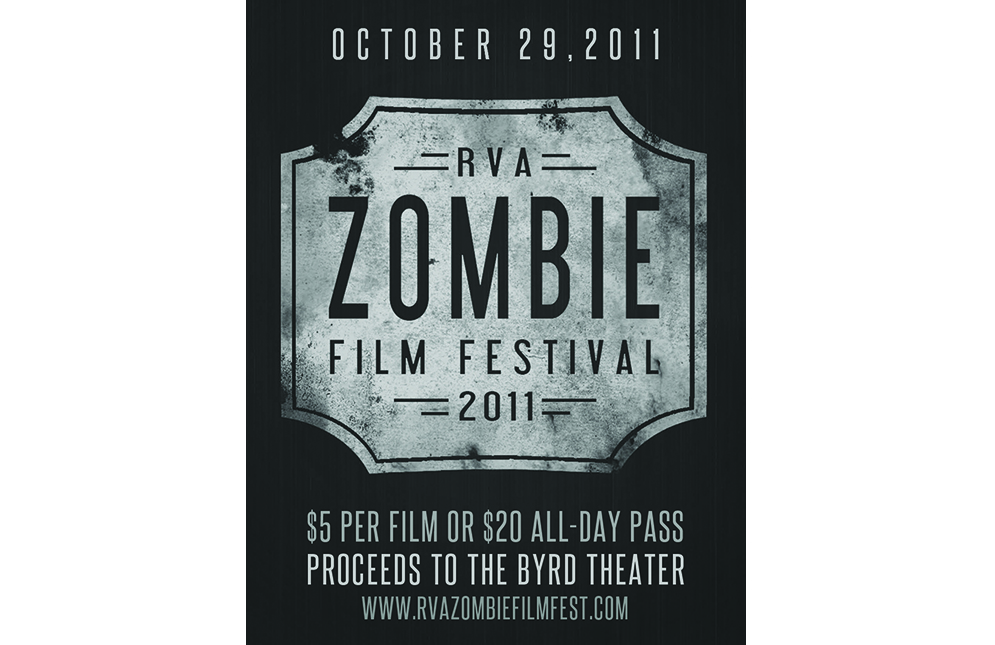 OCTOBER 29,2011
RVA
ZOMBIE
FILM FESTIVAL
2011
$5 PER FILM OR $20 ALL-DAY PASS
PROCEEDS TO THE BYRD THEATER
WWW.RVAZOMBIEFILMFEST.COM